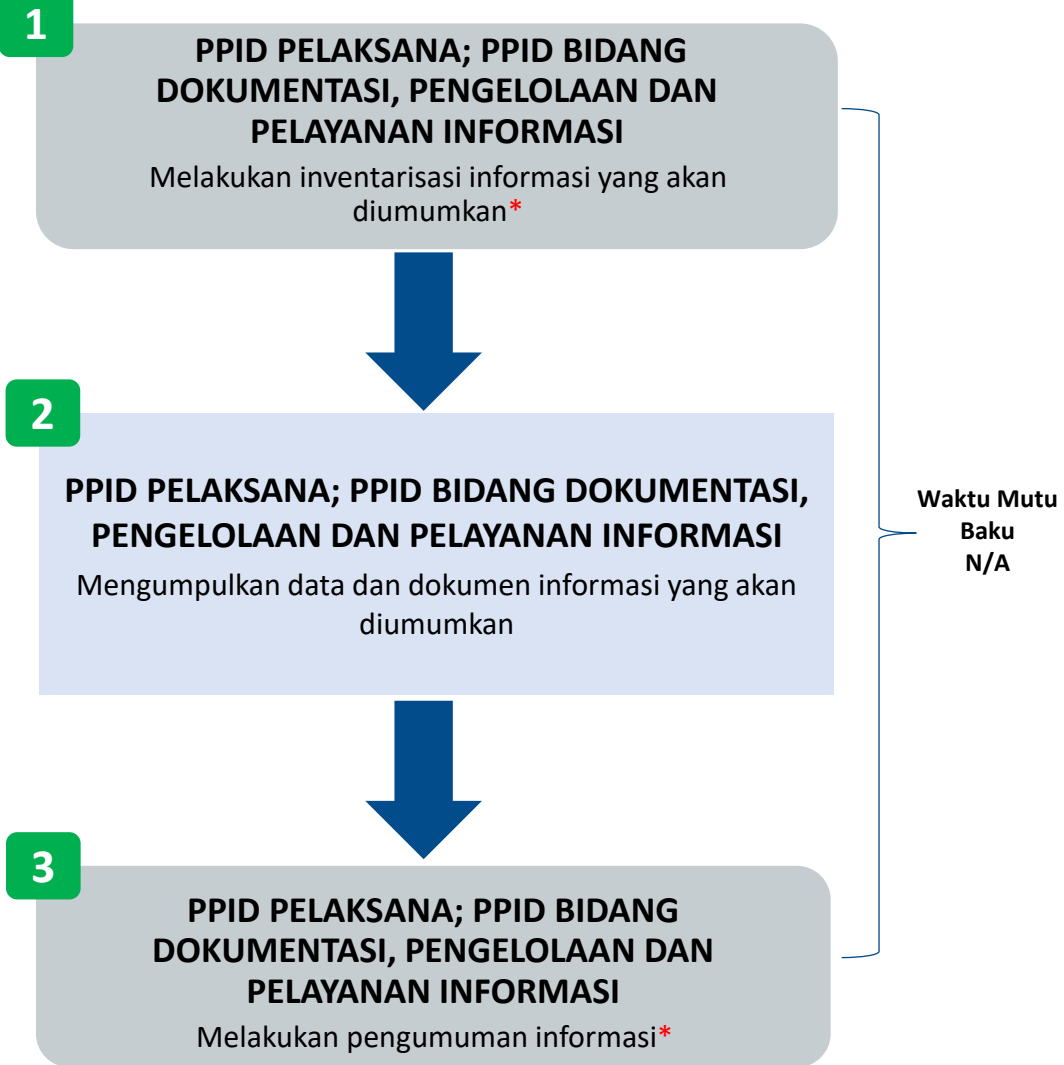 1
PPID PELAKSANA; PPID BIDANG
DOKUMENTASI, PENGELOLAAN DAN
PELAYANAN INFORMASI
Melakukan inventarisasi informasi yang akan
diumumkan*
2
PPID PELAKSANA; PPID BIDANG DOKUMENTASI,
PENGELOLAAN DAN PELAYANAN INFORMASI
Mengumpulkan data dan dokumen informasi yang akan
diumumkan
Waktu Mutu
Baku
N/A
3
PPID PELAKSANA; PPID BIDANG
DOKUMENTASI, PENGELOLAAN DAN
PELAYANAN INFORMASI
Melakukan pengumuman informasi*